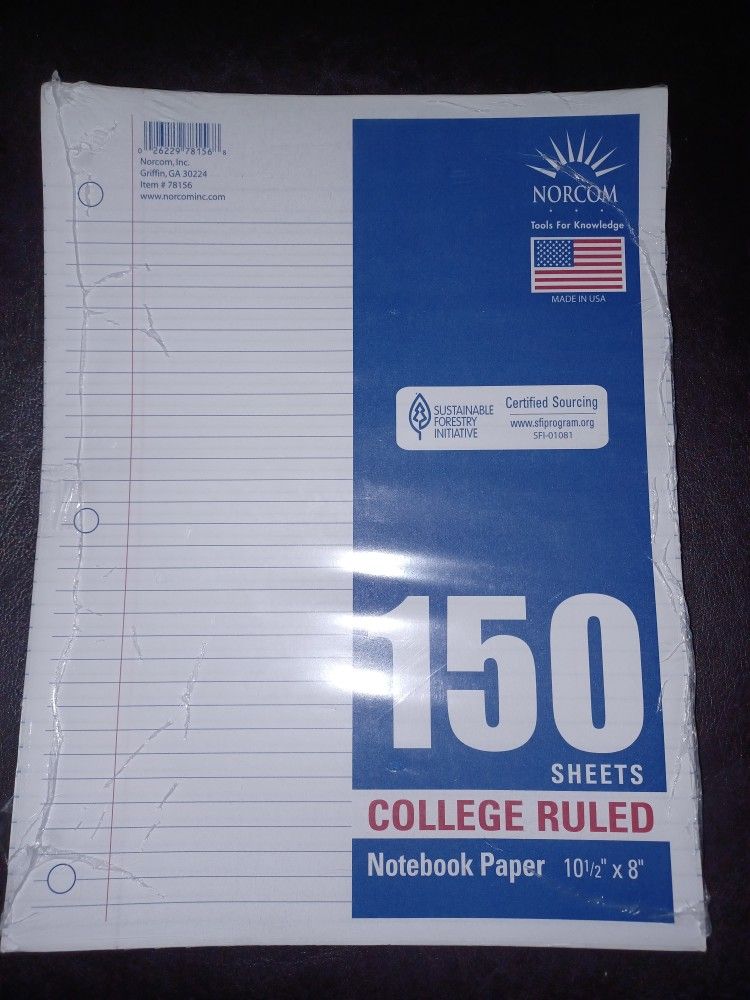 0 26229 78156 8
Norcom, Inc.
Griffin, GA 30224
Item # 78156
www.norcominc.com
NORCOM
Tools For Knowledge
MADE IN USA
SUSTAINABLE
FORESTRY
INITIATIVE
Certified Sourcing
www.sfiprogram.org
SFI-01081
150
SHEETS
COLLEGE RULED
Notebook Paper 10 1/2" x 8"